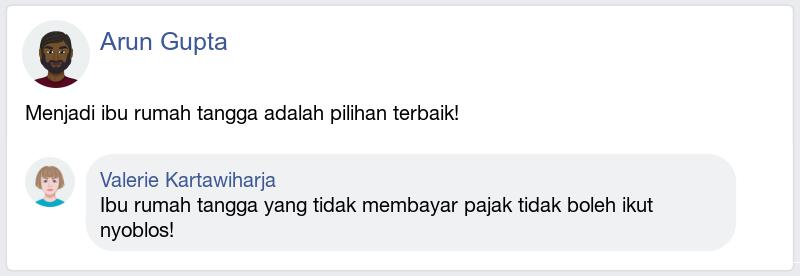 Arun Gupta
Menjadi ibu rumah tangga adalah pilihan terbaik!
Valerie Kartawiharja
Ibu rumah tangga yang tidak membayar pajak tidak boleh ikut
nyoblos!